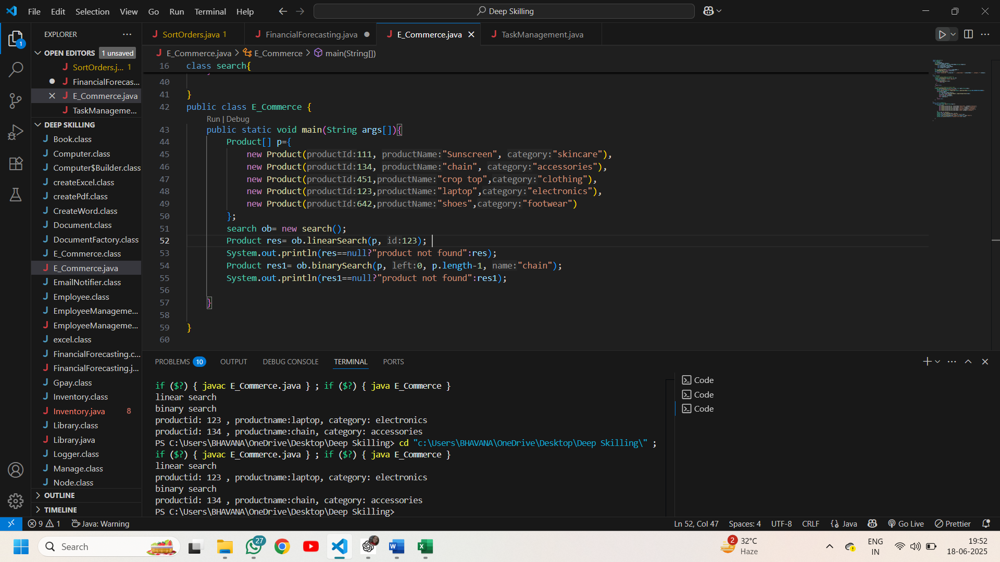 File Edit Selection View Go Run Terminal Help
Deep Skilling
EXPLORER
OPEN EDITORS 1 unsaved
SortOrders.j... 1
FinancialForecas...
E_Commerce.java
TaskManageme...
DEEP SKILLING
Book.class
Computer.class
Computer$Builder.class
createExcel.class
createPdf.class
CreateWord.class
Document.class
DocumentFactory.class
E_Commerce.class
E_Commerce.java
EmailNotifier.class
Employee.class
EmployeeManageme...
EmployeeManageme...
excel.class
FinancialForecasting.c...
FinancialForecasting.j...
Gpay.class
Inventory.class
Inventory.java 8
Library.class
Library.java
Logger.class
Manage.class
Node.class
OUTLINE
TIMELINE
SortOrders.java 1 FinancialForecasting.java E_Commerce.java TaskManagement.java
E_Commerce.java > E_Commerce > main(String[])
16 class search{
40
41 }
42 public class E_Commerce {
Run | Debug
43 public static void main(String args[]){
44 Product[] p={
45 new Product(productId:111, productName:"Sunscreen", category:"skincare"),
46 new Product(productId:134, productName:"chain", category:"accessories"),
47 new Product(productId:451,productName:"crop top",category:"clothing"),
48 new Product(productId:123,productName:"laptop",category:"electronics"),
49 new Product(productId:642,productName:"shoes",category:"footwear")
50 };
51 search ob= new search();
52 Product res= ob.linearSearch(p, id:123);
53 System.out.println(res==null?"product not found":res);
54 Product res1= ob.binarySearch(p, left:0, p.length-1, name:"chain");
55 System.out.println(res1==null?"product not found":res1);
56
57 }
58
59 }
60
PROBLEMS 10 OUTPUT DEBUG CONSOLE TERMINAL PORTS
if ($?) { javac E_Commerce.java } ; if ($?) { java E_Commerce }
linear search
binary search
productid: 123 , productname:laptop, category: electronics
productid: 134 , productname:chain, category: accessories
PS C:\Users\BHAVANA\OneDrive\Desktop\Deep Skilling> cd "c:\Users\BHAVANA\OneDrive\Desktop\Deep Skilling\" ;
if ($?) { javac E_Commerce.java } ; if ($?) { java E_Commerce }
linear search
productid: 123 , productname:laptop, category: electronics
binary search
productid: 134 , productname:chain, category: accessories
PS C:\Users\BHAVANA\OneDrive\Desktop\Deep Skilling>
Code
Code
Code
9 1 Java: Warning
Ln 52, Col 47 Spaces: 4 UTF-8 CRLF {} Java Go Live Prettier
Search
27
2
32°C
Haze
ENG
IN
19:52
18-06-2025